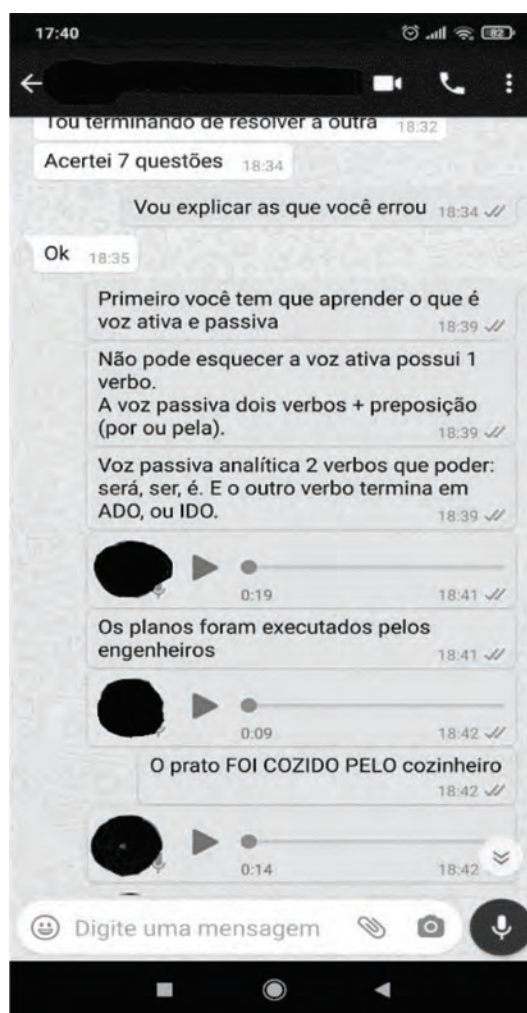 17:40
82
Tou terminando de resolver a outra 18:32
Acertei 7 questões 18:34
Vou explicar as que você errou 18:34
Ok 18:35
Primeiro você tem que aprender o que é
voz ativa e passiva 18:39
Não pode esquecer a voz ativa possui 1
verbo.
A voz passiva dois verbos + preposição
(por ou pela). 18:39
Voz passiva analítica 2 verbos que poder:
será, ser, é. E o outro verbo termina em
ADO, ou IDO. 18:39
0:19 18:41
Os planos foram executados pelos
engenheiros 18:41
0:09 18:42
O prato FOI COZIDO PELO cozinheiro
18:42
0:14 18:42
Digite uma mensagem